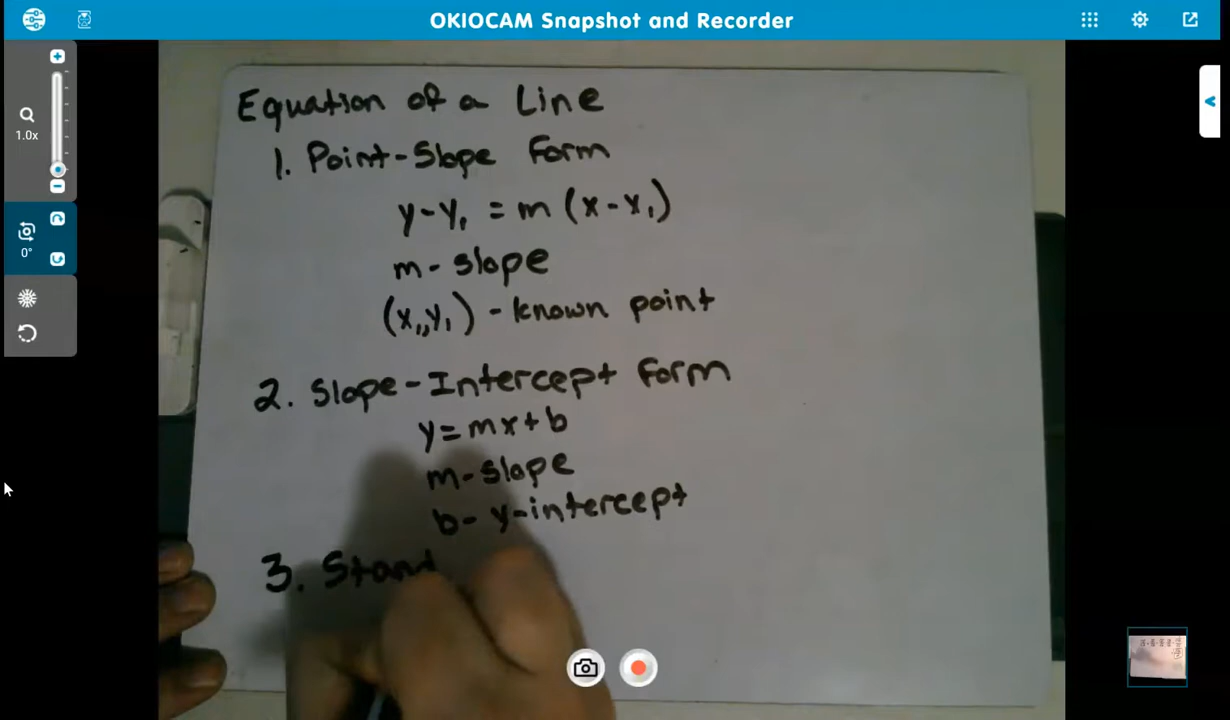 OKIOCAM Snapshot and Recorder
1.0x
0°
Equation of a Line
1. Point-Slope Form
y-y₁ = m(x-x₁)
m - slope
(x₁,y₁) - known point
2. Slope-Intercept Form
y=mx+b
m-slope
b- y-intercept
3. Stand